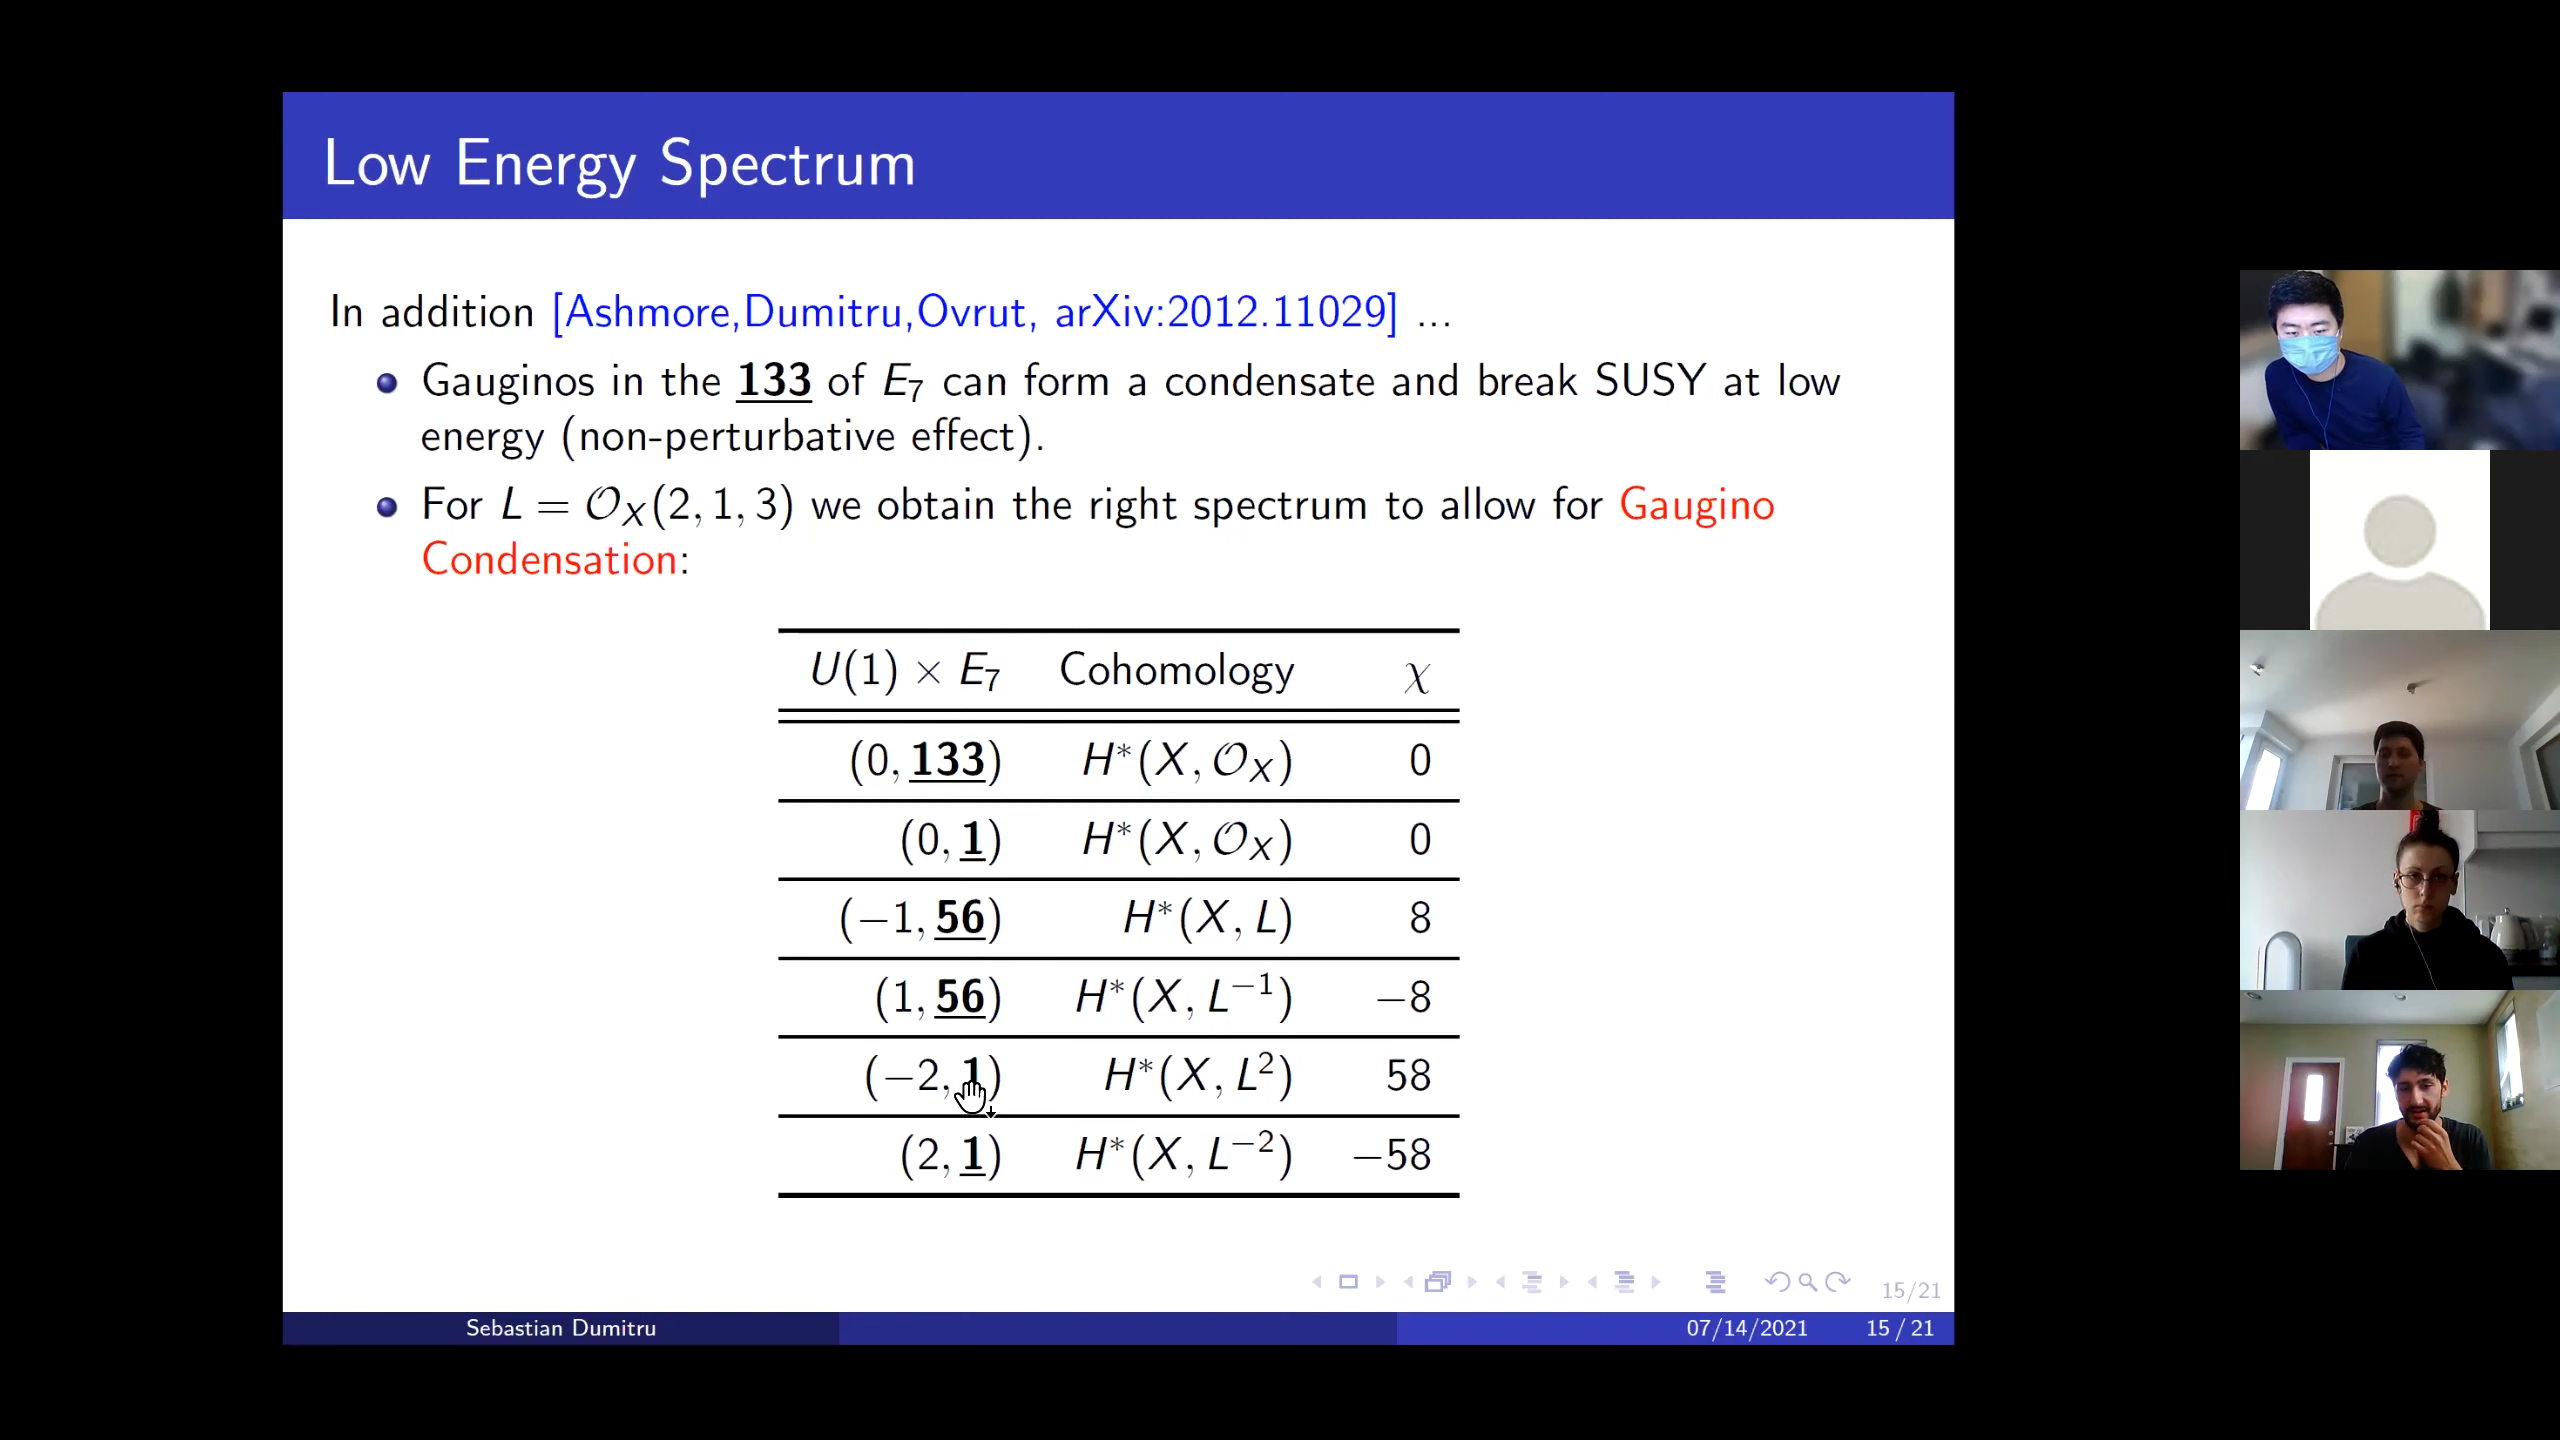 Low Energy Spectrum
In addition [Ashmore,Dumitru,Ovrut, arXiv:2012.11029] ...
Gauginos in the 133 of E₇ can form a condensate and break SUSY at low
energy (non-perturbative effect).
For L = 𝒪_X(2, 1, 3) we obtain the right spectrum to allow for Gaugino
Condensation:
U(1) × E₇ Cohomology χ
(0, 133) H*(X, 𝒪_X) 0
(0, 1) H*(X, 𝒪_X) 0
(−1, 56) H*(X, L) 8
(1, 56) H*(X, L⁻¹) −8
(−2, 1) H*(X, L²) 58
(2, 1) H*(X, L⁻²) −58
15/21
Sebastian Dumitru 07/14/2021 15 / 21